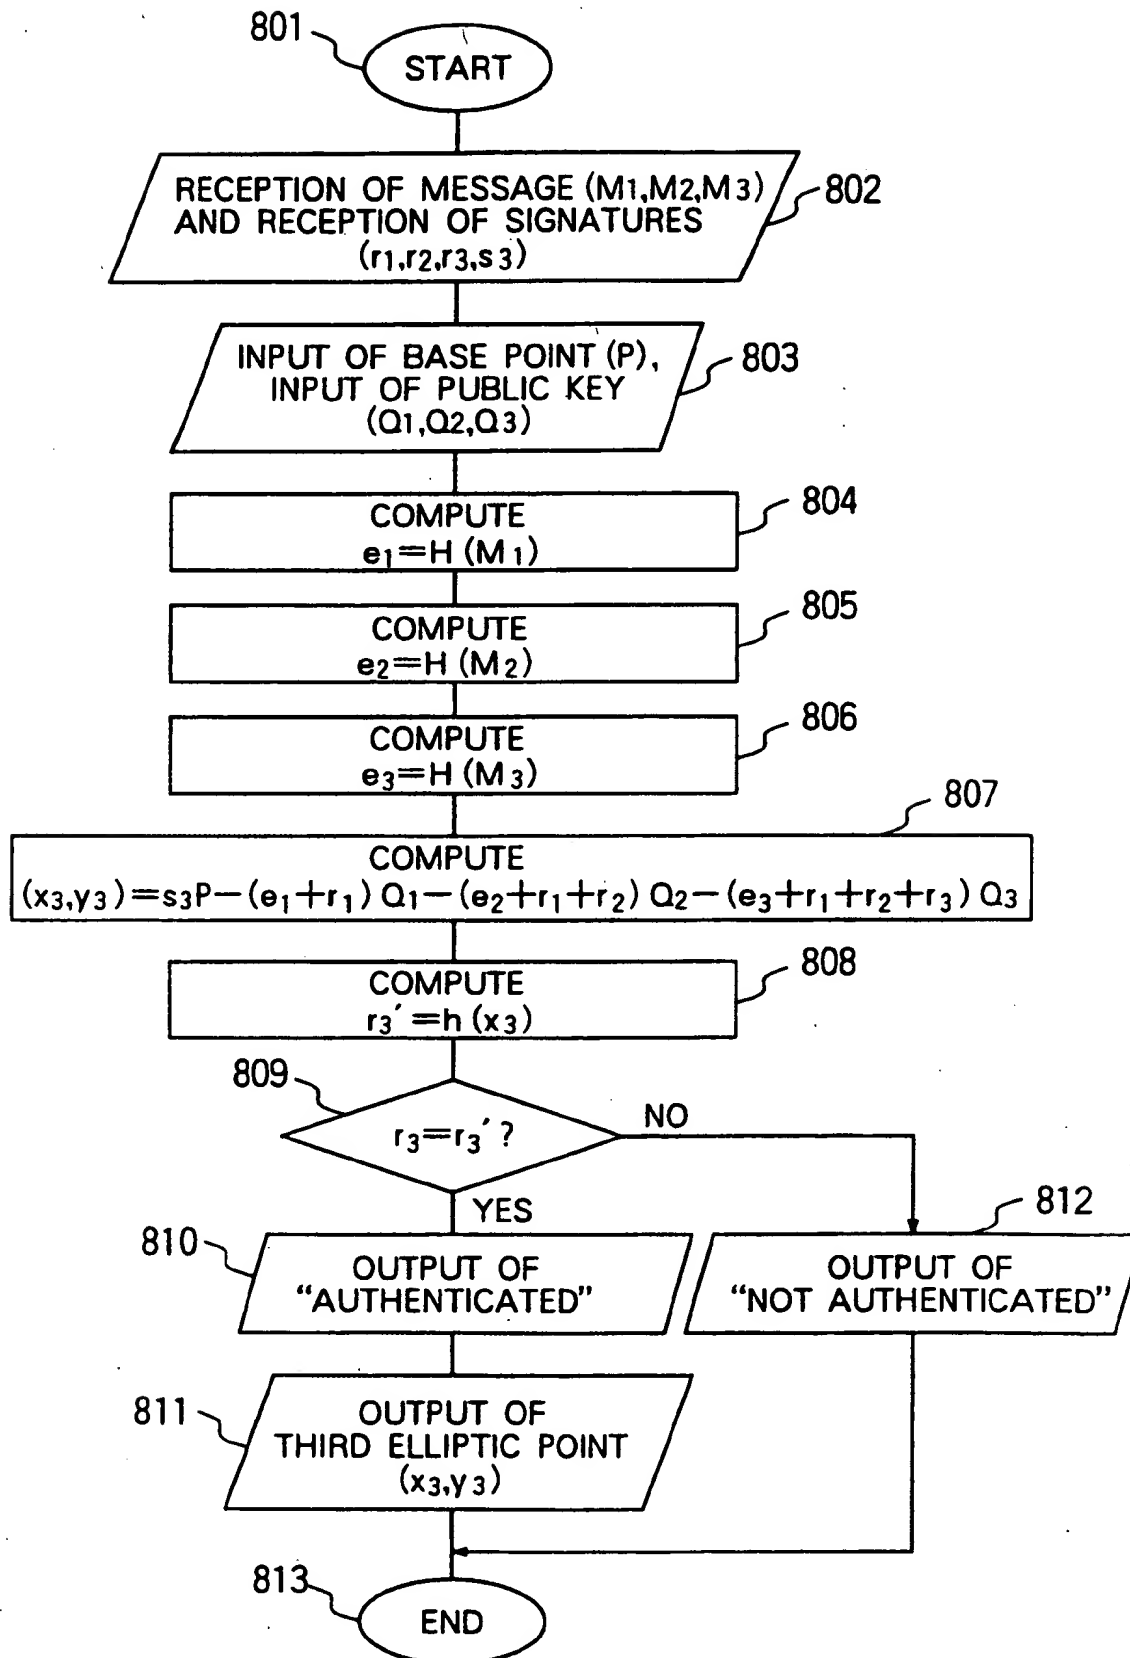 801
START
RECEPTION OF MESSAGE (M1,M2,M3)
AND RECEPTION OF SIGNATURES
(r1,r2,r3,s3)
802
INPUT OF BASE POINT (P),
INPUT OF PUBLIC KEY
(Q1,Q2,Q3)
803
COMPUTE
e1=H (M1)
804
COMPUTE
e2=H (M2)
805
COMPUTE
e3=H (M3)
806
807
COMPUTE
(x3,y3)=s3P−(e1+r1) Q1−(e2+r1+r2) Q2−(e3+r1+r2+r3) Q3
COMPUTE
r3′=h (x3)
808
809
r3=r3′?
NO
YES
810
OUTPUT OF
“AUTHENTICATED”
812
OUTPUT OF
“NOT AUTHENTICATED”
811
OUTPUT OF
THIRD ELLIPTIC POINT
(x3,y3)
813
END